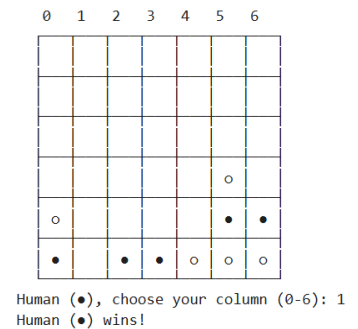 0 1 2 3 4 5 6
○
○ ● ●
● ● ● ○ ○ ○
Human (●), choose your column (0-6): 1
Human (●) wins!